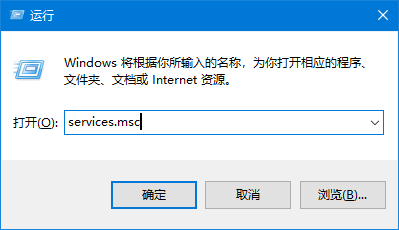 运行
Windows 将根据你所输入的名称，为你打开相应的程序、
文件夹、文档或 Internet 资源。
打开(O): services.msc
确定 取消 浏览(B)...